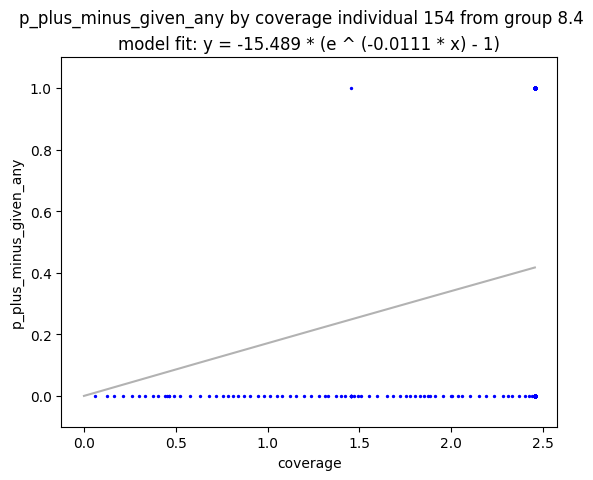 p_plus_minus_given_any by coverage individual 154 from group 8.4
model fit: y = -15.489 * (e ^ (-0.0111 * x) - 1)
1.0
0.8
0.6
0.4
0.2
0.0
p_plus_minus_given_any
0.0 0.5 1.0 1.5 2.0 2.5
coverage